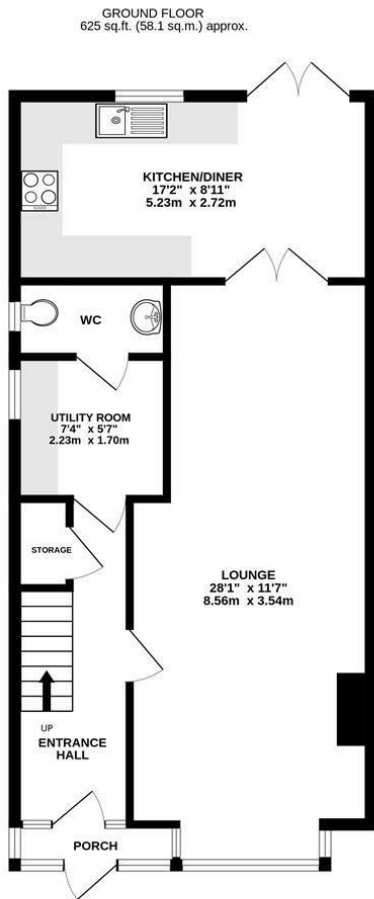 GROUND FLOOR
625 sq.ft. (58.1 sq.m.) approx.
KITCHEN/DINER
17'2" x 8'11"
5.23m x 2.72m
WC
UTILITY ROOM
7'4" x 5'7"
2.23m x 1.70m
STORAGE
LOUNGE
28'1" x 11'7"
8.56m x 3.54m
UP
ENTRANCE
HALL
PORCH